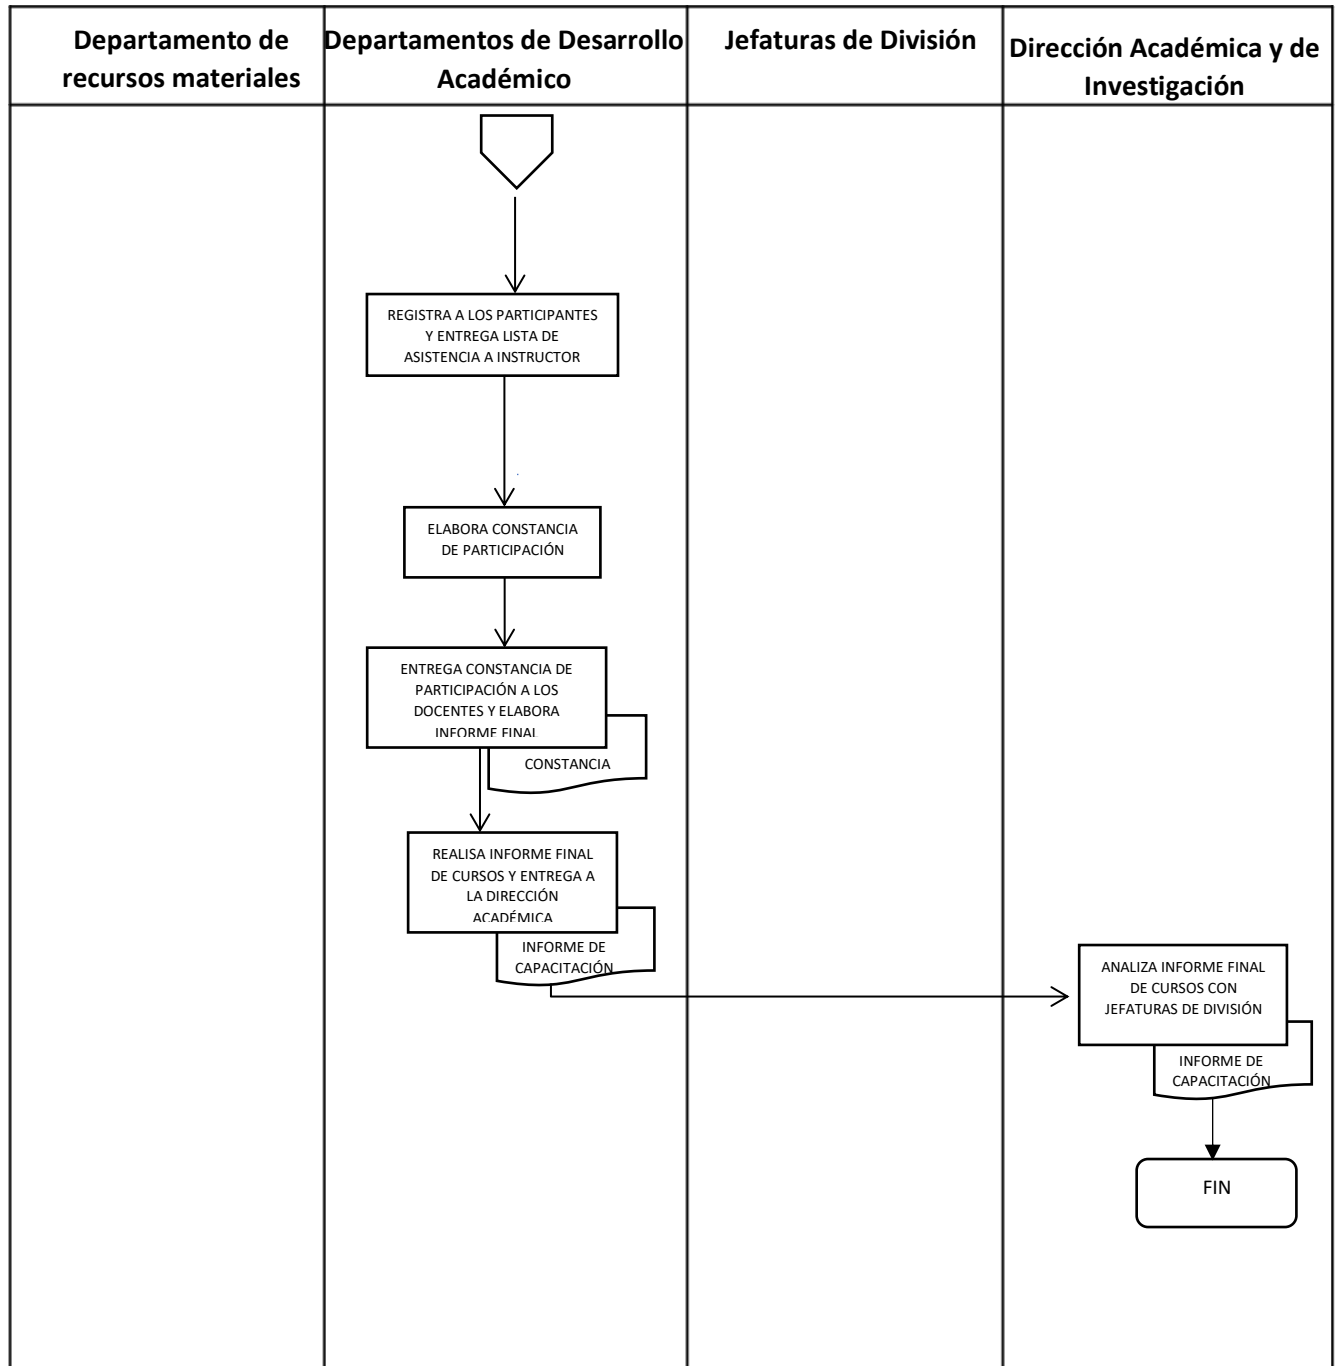 Departamento de
recursos materiales
Departamentos de Desarrollo
Académico
Jefaturas de División
Dirección Académica y de
Investigación
REGISTRA A LOS PARTICIPANTES
Y ENTREGA LISTA DE
ASISTENCIA A INSTRUCTOR
ELABORA CONSTANCIA
DE PARTICIPACIÓN
ENTREGA CONSTANCIA DE
PARTICIPACIÓN A LOS
DOCENTES Y ELABORA
INFORME FINAL
CONSTANCIA
REALISA INFORME FINAL
DE CURSOS Y ENTREGA A
LA DIRECCIÓN
ACADÉMICA
INFORME DE
CAPACITACIÓN
ANALIZA INFORME FINAL
DE CURSOS CON
JEFATURAS DE DIVISIÓN
INFORME DE
CAPACITACIÓN
FIN